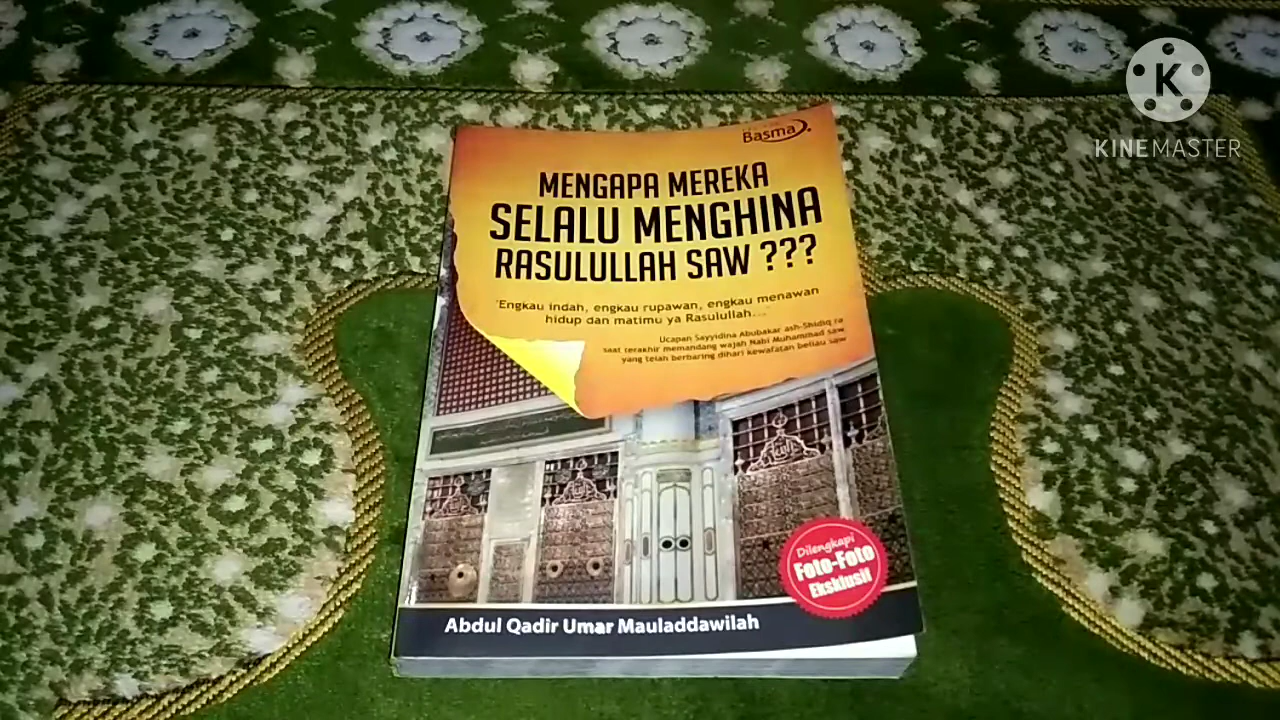 K
KINEMASTER
Basma
MENGAPA MEREKA
SELALU MENGHINA
RASULULLAH SAW ???
"Engkau indah, engkau rupawan, engkau menawan
hidup dan matimu ya Rasulullah..."
Ucapan Sayyidina Abubakar ash-Shidiq ra
saat terakhir memandang wajah Nabi Muhammad saw
yang telah berbaring dihari kewafatan beliau saw
Dilengkapi
Foto-Foto
Eksklusif
Abdul Qadir Umar Mauladdawilah